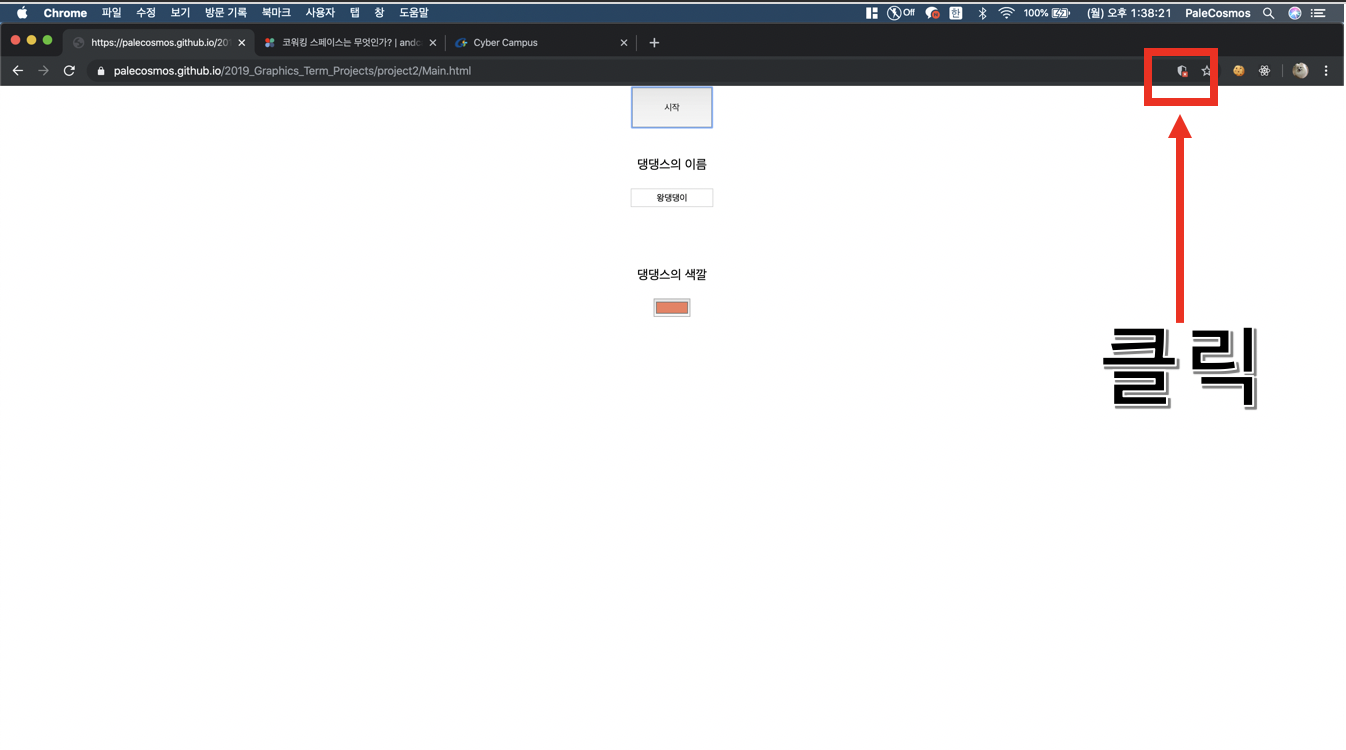 Chrome 파일 수정 보기 방문 기록 북마크 사용자 탭 창 도움말 Off 한 100% (월) 오후 1:38:21 PaleCosmos
https://palecosmos.github.io/20 코워킹 스페이스는 무엇인가? | andc Cyber Campus
palecosmos.github.io/2019_Graphics_Term_Projects/project2/Main.html
시작
댕댕스의 이름
왕댕댕이
댕댕스의 색깔
클릭